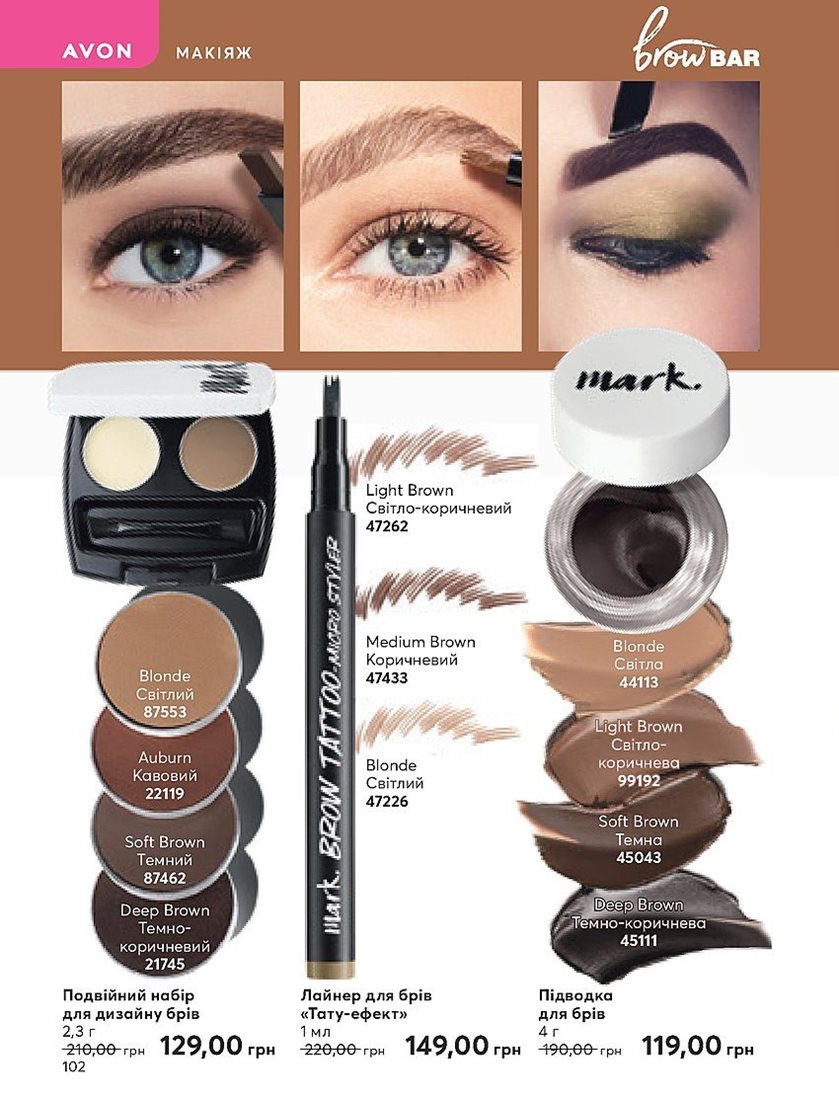 AVON
МАКІЯЖ
brow BAR
mark.
Light Brown
Світло-коричневий
47262
Medium Brown
Коричневий
47433
Blonde
Світлий
47226
mark. BROW TATTOO MICRO STYLER
Blonde
Світлий
87553
Auburn
Кавовий
22119
Soft Brown
Темний
87462
Deep Brown
Темно-
коричневий
21745
Blonde
Світла
44113
Light Brown
Світло-
коричнева
99192
Soft Brown
Темна
45043
Deep Brown
Темно-коричнева
45111
Подвійний набір
для дизайну брів
2,3 г
210,00 грн 129,00 грн
Лайнер для брів
«Тату-ефект»
1 мл
220,00 грн 149,00 грн
Підводка
для брів
4 г
190,00 грн 119,00 грн
102